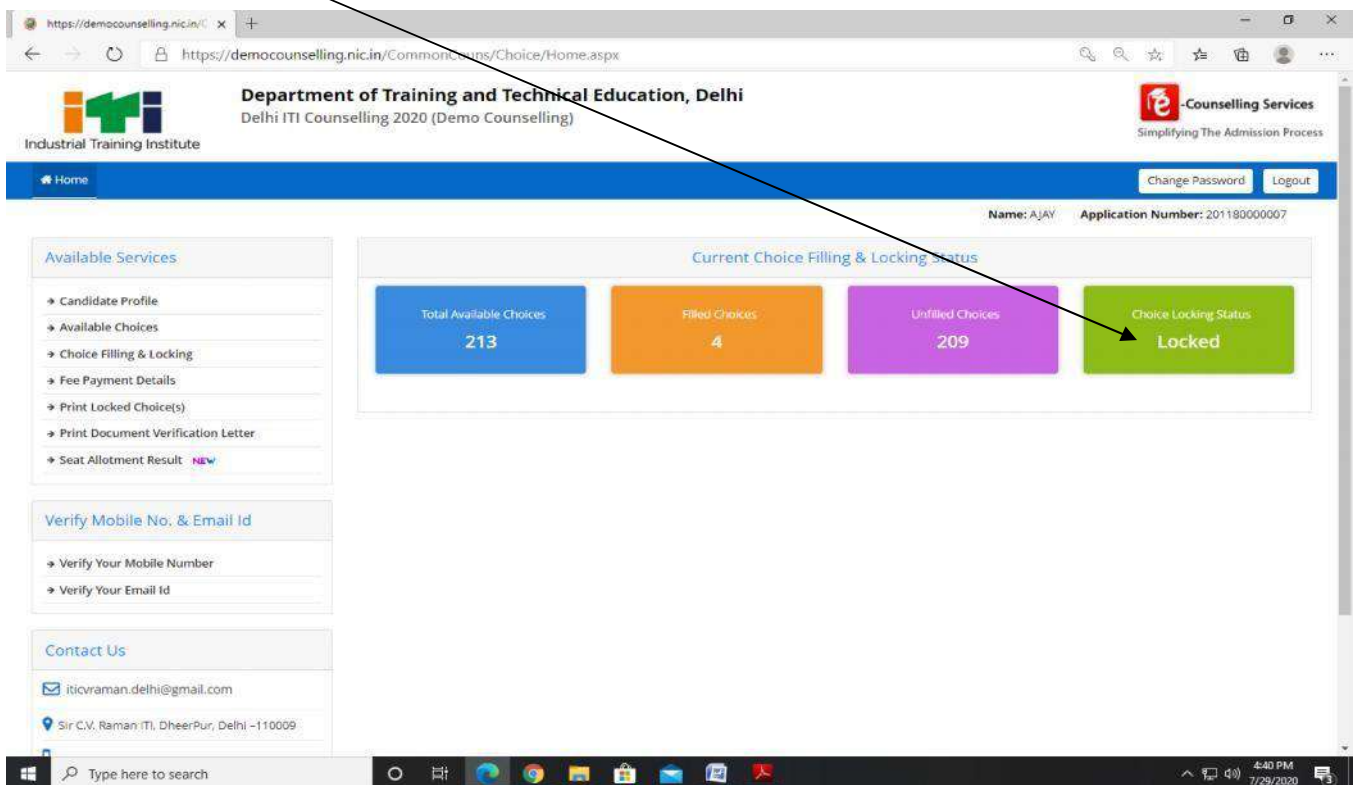 https://democounselling.nic.in/C
https://democounselling.nic.in/CommonCouns/Choice/Home.aspx
iti
Industrial Training Institute
Department of Training and Technical Education, Delhi
Delhi ITI Counselling 2020 (Demo Counselling)
e -Counselling Services
Simplifying The Admission Process
Home
Change Password Logout
Name: AJAY Application Number: 201180000007
Available Services
Candidate Profile
Available Choices
Choice Filling & Locking
Fee Payment Details
Print Locked Choice(s)
Print Document Verification Letter
Seat Allotment Result NEW
Current Choice Filling & Locking Status
Total Available Choices
213
Filled Choices
4
Unfilled Choices
209
Choice Locking Status
Locked
Verify Mobile No. & Email Id
Verify Your Mobile Number
Verify Your Email Id
Contact Us
iticvraman.delhi@gmail.com
Sir C.V. Raman ITI, DheerPur, Delhi –110009
Type here to search
4:40 PM
7/29/2020
3